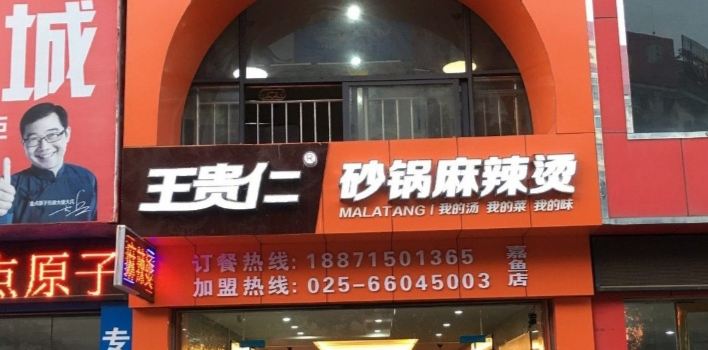 城
王贵仁®
砂锅麻辣烫
MALATANG | 我的汤 我的菜 我的味
订餐热线: 18871501365
加盟热线: 025-66045003
嘉鱼店
点原子
专